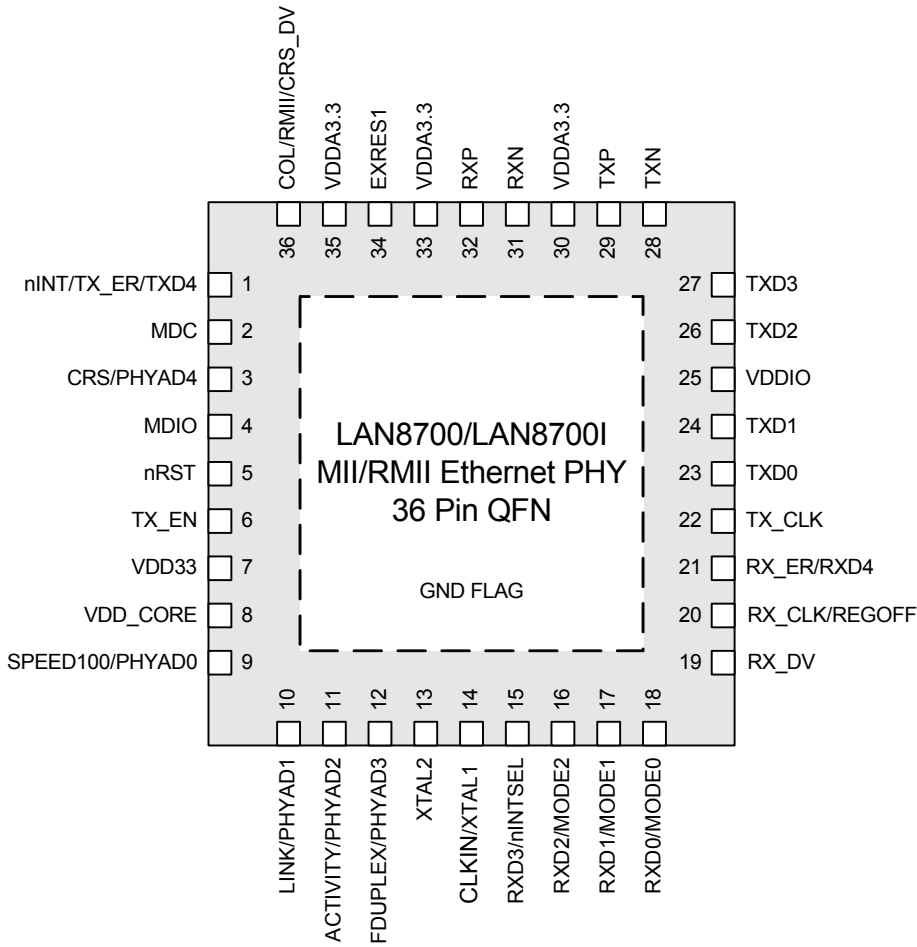 COL/RMII/CRS_DV
VDDA3.3
EXRES1
VDDA3.3
RXP
RXN
VDDA3.3
TXP
TXN
36
35
34
33
32
31
30
29
28
nINT/TX_ER/TXD4 1
MDC 2
CRS/PHYAD4 3
MDIO 4
nRST 5
TX_EN 6
VDD33 7
VDD_CORE 8
SPEED100/PHYAD0 9
LAN8700/LAN8700I
MII/RMII Ethernet PHY
36 Pin QFN
GND FLAG
27 TXD3
26 TXD2
25 VDDIO
24 TXD1
23 TXD0
22 TX_CLK
21 RX_ER/RXD4
20 RX_CLK/REGOFF
19 RX_DV
10
11
12
13
14
15
16
17
18
LINK/PHYAD1
ACTIVITY/PHYAD2
FDUPLEX/PHYAD3
XTAL2
CLKIN/XTAL1
RXD3/nINTSEL
RXD2/MODE2
RXD1/MODE1
RXD0/MODE0